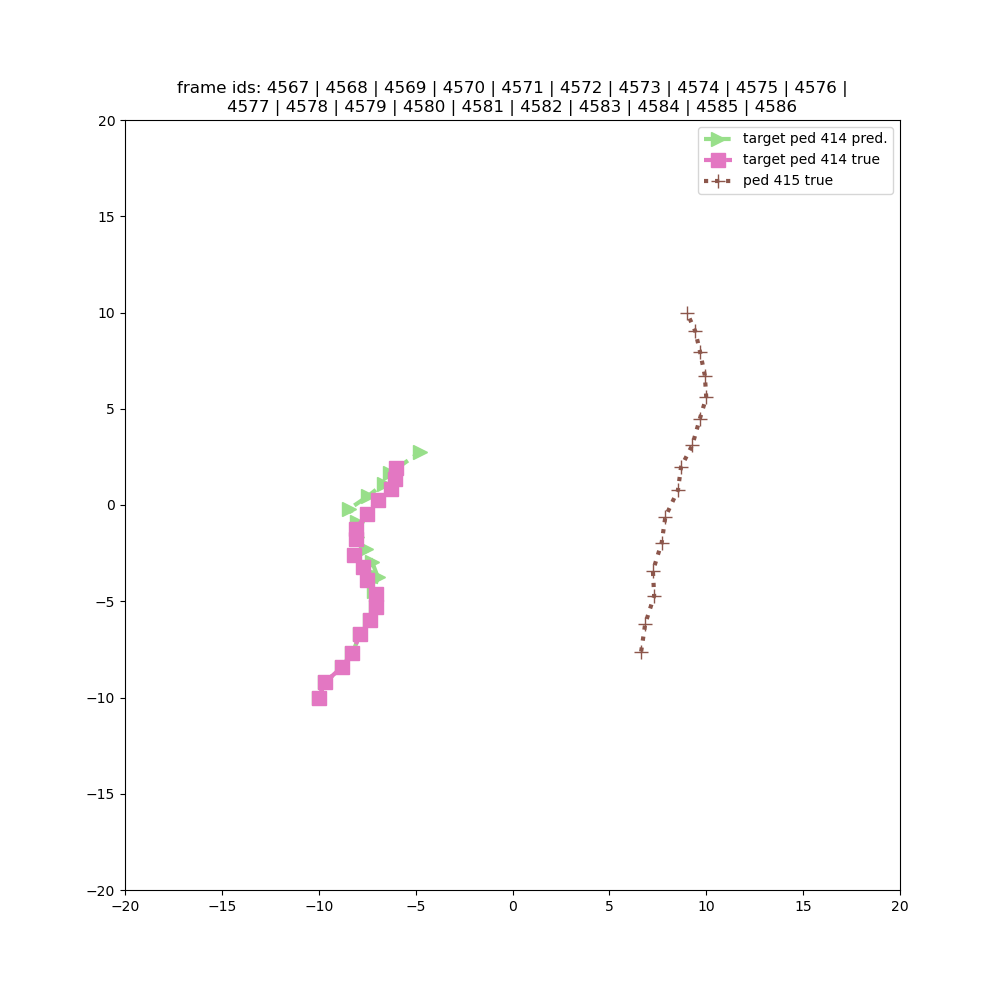 frame ids: 4567 | 4568 | 4569 | 4570 | 4571 | 4572 | 4573 | 4574 | 4575 | 4576 |
4577 | 4578 | 4579 | 4580 | 4581 | 4582 | 4583 | 4584 | 4585 | 4586
target ped 414 pred.
target ped 414 true
ped 415 true
20
15
10
5
0
−5
−10
−15
−20
−20 −15 −10 −5 0 5 10 15 20